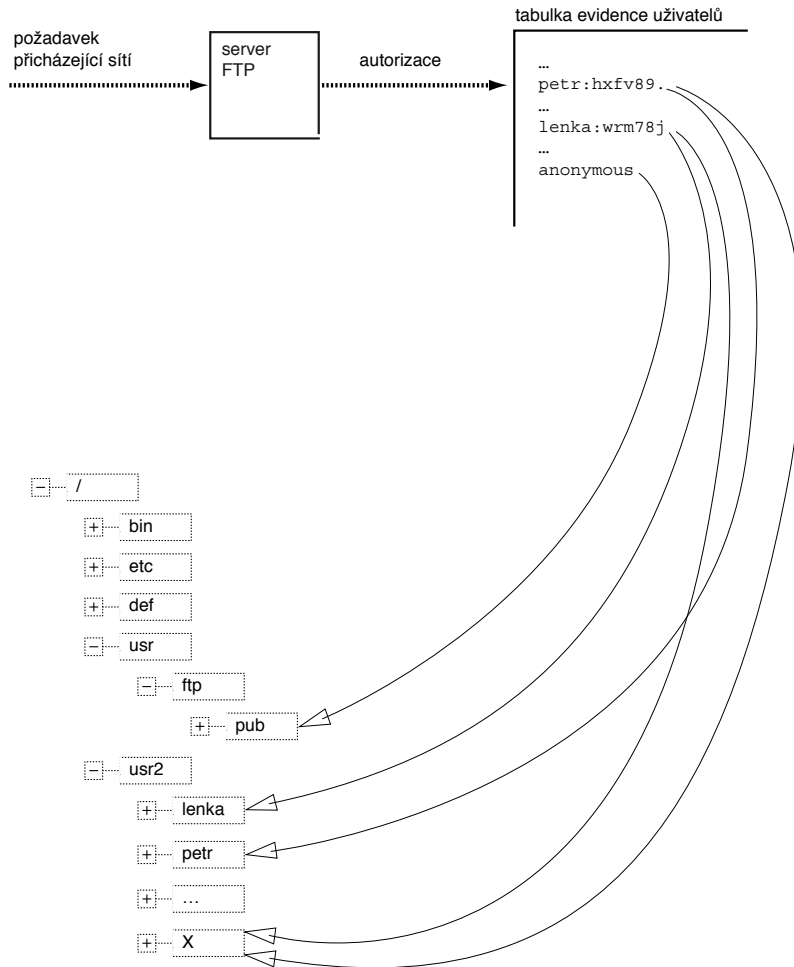 tabulka evidence uživatelů
požadavek
přicházející sítí
server
FTP
autorizace
…
petr:hxfv89.
…
lenka:wrm78j
…
anonymous
/
bin
etc
def
usr
ftp
pub
usr2
lenka
petr
…
X